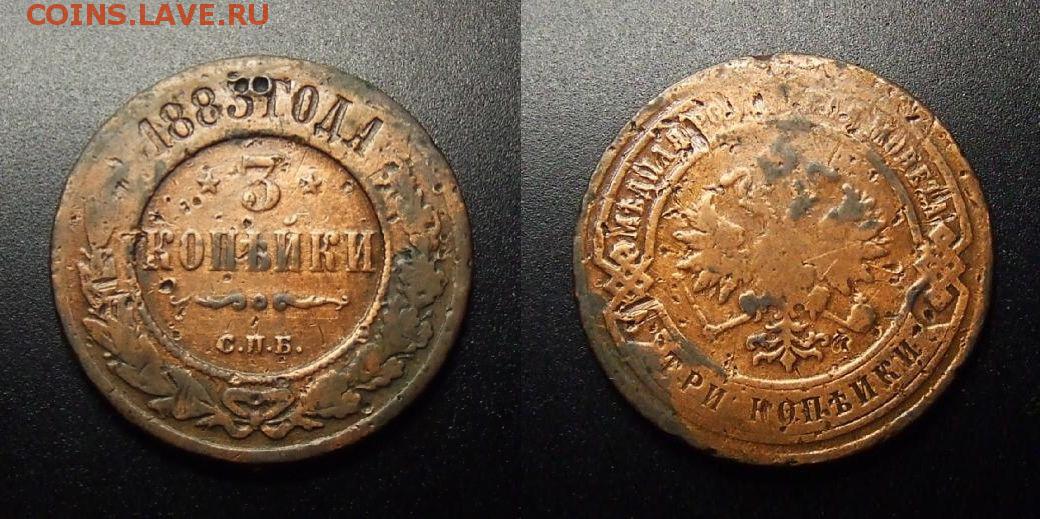 COINS.LAVE.RU
1883 ГОДА
3
КОПѢЙКИ
С.П.Б.
ТРИ КОПѢЙКИ